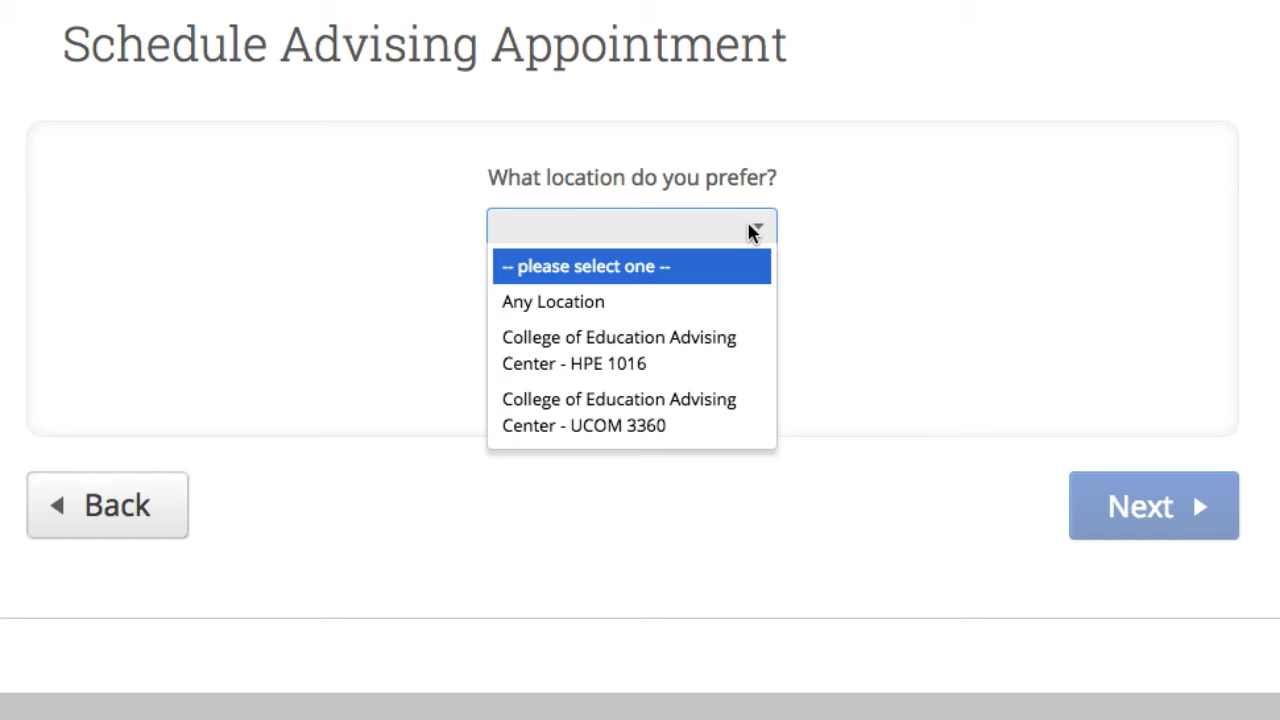 Schedule Advising Appointment
What location do you prefer?
-- please select one --
Any Location
College of Education Advising
Center - HPE 1016
College of Education Advising
Center - UCOM 3360
Back
Next